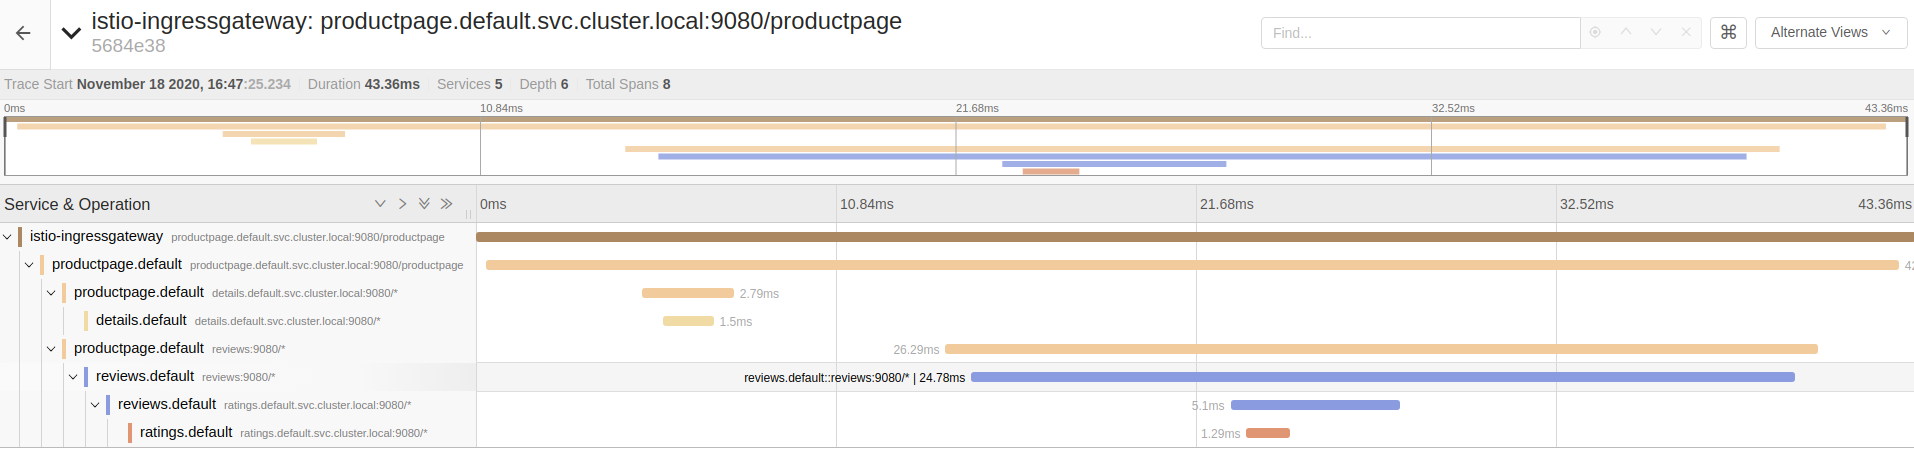 istio-ingressgateway: productpage.default.svc.cluster.local:9080/productpage
5684e38
Find...
⌘
Alternate Views
Trace Start November 18 2020, 16:47:25.234 Duration 43.36ms Services 5 Depth 6 Total Spans 8
0ms 10.84ms 21.68ms 32.52ms 43.36ms
Service & Operation 0ms 10.84ms 21.68ms 32.52ms 43.36ms
istio-ingressgateway productpage.default.svc.cluster.local:9080/productpage
productpage.default productpage.default.svc.cluster.local:9080/productpage 42
productpage.default details.default.svc.cluster.local:9080/* 2.79ms
details.default details.default.svc.cluster.local:9080/* 1.5ms
productpage.default reviews:9080/* 26.29ms
reviews.default reviews:9080/* reviews.default::reviews:9080/* | 24.78ms
reviews.default ratings.default.svc.cluster.local:9080/* 5.1ms
ratings.default ratings.default.svc.cluster.local:9080/* 1.29ms